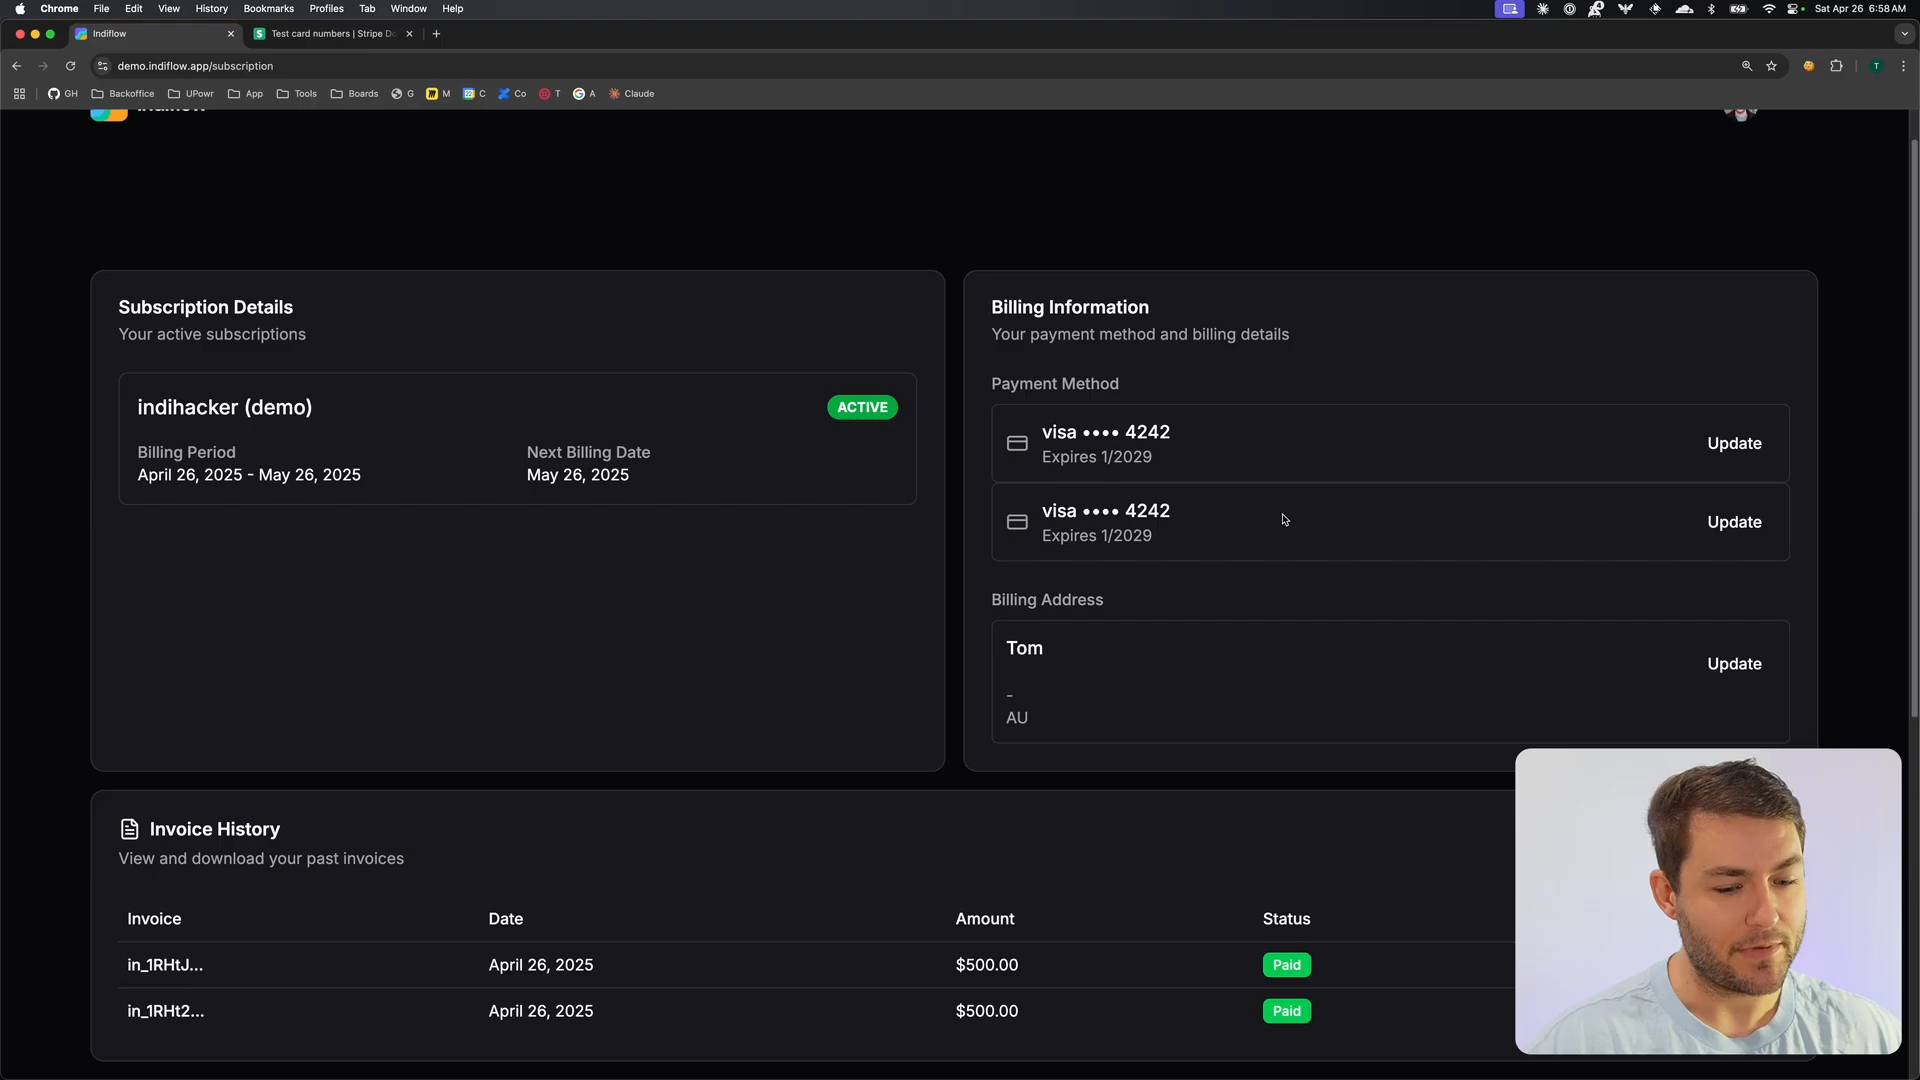 Chrome File Edit View History Bookmarks Profiles Tab Window Help
Sat Apr 26 6:58 AM
Indiflow
Test card numbers | Stripe Do
demo.indiflow.app/subscription
GH Backoffice UPowr App Tools Boards G M C Co T A Claude
Subscription Details
Your active subscriptions
indihacker (demo)
ACTIVE
Billing Period
April 26, 2025 - May 26, 2025
Next Billing Date
May 26, 2025
Billing Information
Your payment method and billing details
Payment Method
visa •••• 4242
Expires 1/2029
Update
visa •••• 4242
Expires 1/2029
Update
Billing Address
Tom
-
AU
Update
Invoice History
View and download your past invoices
Invoice Date Amount Status
in_1RHtJ... April 26, 2025 $500.00 Paid
in_1RHt2... April 26, 2025 $500.00 Paid